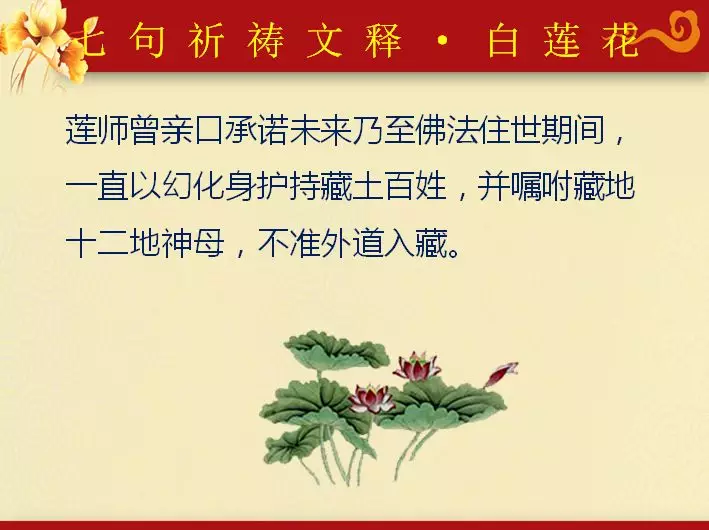 七句祈祷文释·白莲花
莲师曾亲口承诺未来乃至佛法住世期间，
一直以幻化身护持藏土百姓，并嘱咐藏地
十二地神母，不准外道入藏。